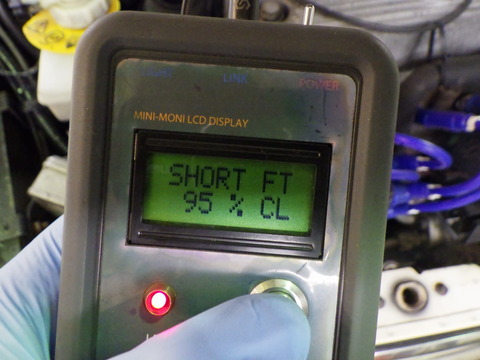 LINK
POWER
MINI-MONI LCD DISPLAY
SHORT FT
95 % CL